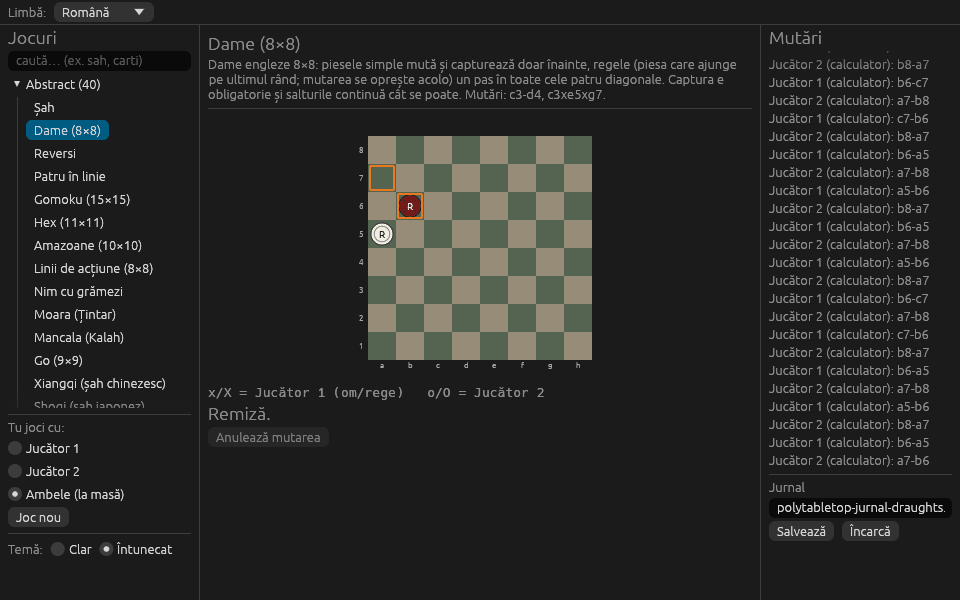 Limbă: Română
Jocuri
caută... (ex. sah, carti)
Abstract (40)
Șah
Dame (8×8)
Reversi
Patru în linie
Gomoku (15×15)
Hex (11×11)
Amazoane (10×10)
Linii de acțiune (8×8)
Nim cu grămezi
Moara (Țintar)
Mancala (Kalah)
Go (9×9)
Xiangqi (șah chinezesc)
Shogi (șah japonez)
Tu joci cu:
Jucător 1
Jucător 2
Ambele (la masă)
Joc nou
Temă: Clar Întunecat
Dame (8×8)
Dame engleze 8×8: piesele simple mută și capturează doar înainte, regele (piesa care ajunge
pe ultimul rând; mutarea se oprește acolo) un pas în toate cele patru diagonale. Captura e
obligatorie și salturile continuă cât se poate. Mutări: c3-d4, c3xe5xg7.
8
7
6 R
5 R
4
3
2
1
a b c d e f g h
x/X = Jucător 1 (om/rege) o/O = Jucător 2
Remiză.
Anulează mutarea
Mutări
Jucător 2 (calculator): b8-a7
Jucător 1 (calculator): b6-c7
Jucător 2 (calculator): a7-b8
Jucător 1 (calculator): c7-b6
Jucător 2 (calculator): b8-a7
Jucător 1 (calculator): b6-a5
Jucător 2 (calculator): a7-b8
Jucător 1 (calculator): a5-b6
Jucător 2 (calculator): b8-a7
Jucător 1 (calculator): b6-a5
Jucător 2 (calculator): a7-b8
Jucător 1 (calculator): a5-b6
Jucător 2 (calculator): b8-a7
Jucător 1 (calculator): b6-c7
Jucător 2 (calculator): a7-b8
Jucător 1 (calculator): c7-b6
Jucător 2 (calculator): b8-a7
Jucător 1 (calculator): b6-a5
Jucător 2 (calculator): a7-b8
Jucător 1 (calculator): a5-b6
Jucător 2 (calculator): b8-a7
Jucător 1 (calculator): b6-a5
Jucător 2 (calculator): a7-b6
Jurnal
polytabletop-jurnal-draughts.
Salvează Încarcă